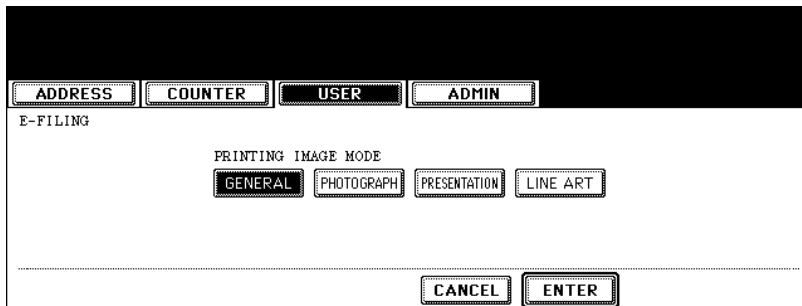 ADDRESS COUNTER USER ADMIN
E-FILING
PRINTING IMAGE MODE
GENERAL PHOTOGRAPH PRESENTATION LINE ART
CANCEL ENTER